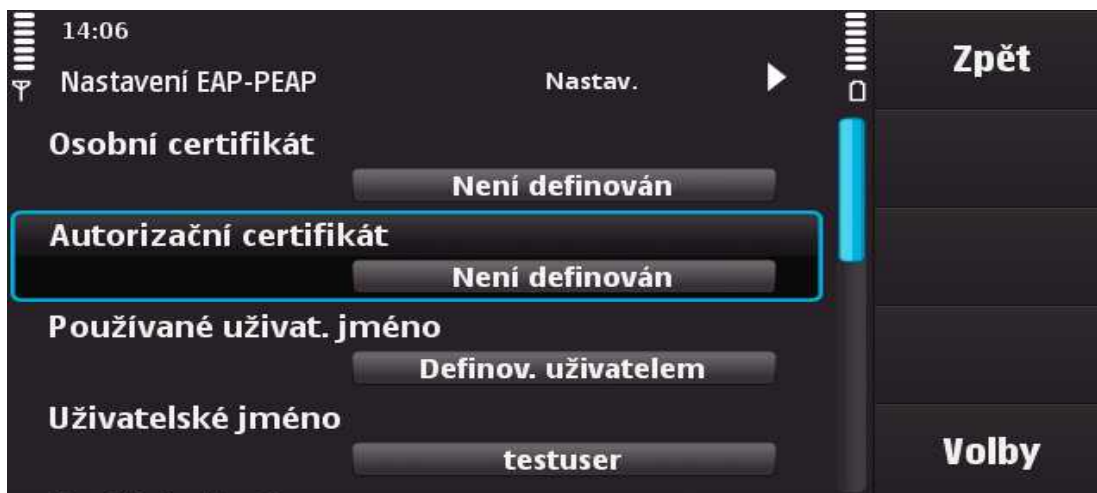 14:06
Nastavení EAP-PEAP
Nastav.
Zpět
Osobní certifikát
Není definován
Autorizační certifikát
Není definován
Používané uživat. jméno
Definov. uživatelem
Uživatelské jméno
testuser
Volby